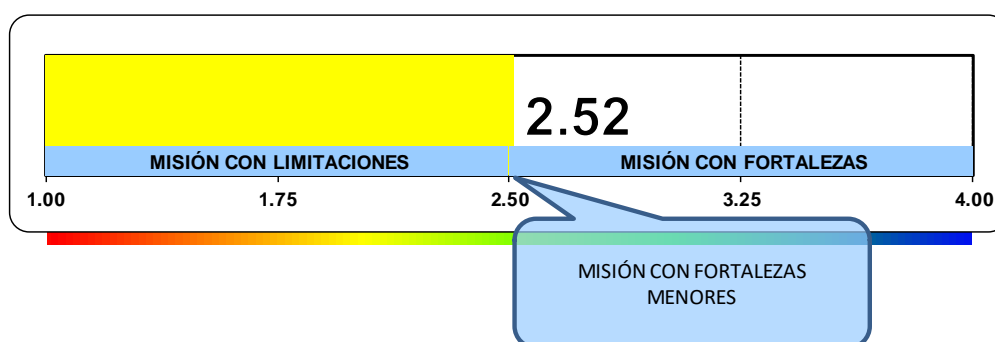 2.52
MISIÓN CON LIMITACIONES MISIÓN CON FORTALEZAS
1.00 1.75 2.50 3.25 4.00
MISIÓN CON FORTALEZAS
MENORES